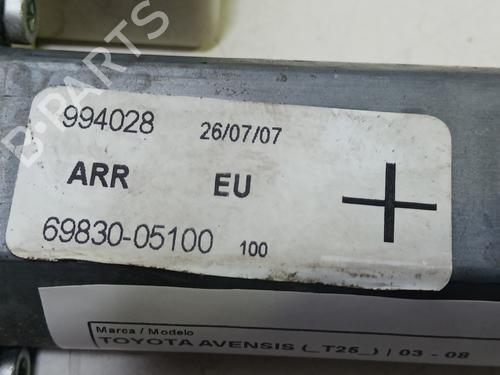 994028 26/07/07
ARR EU
69830-05100 100
Marca / Modelo
TOYOTA AVENSIS (_T25_) | 03 - 08
B-PARTS